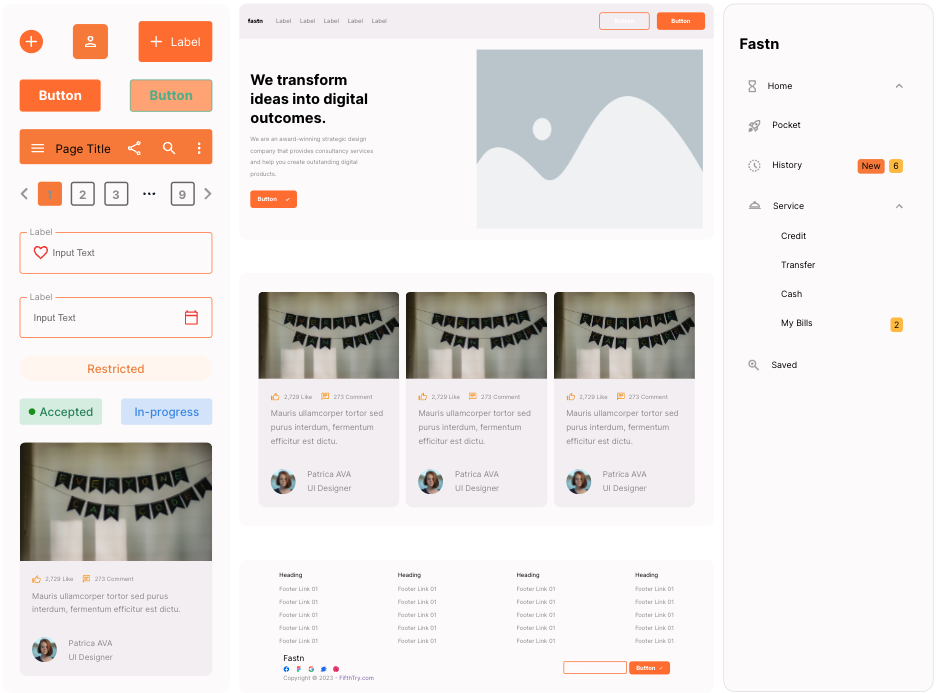 Label
Button
Button
Page Title
1
2
3
9
Label
Input Text
Label
Input Text
Restricted
Accepted
In-progress
2,729 Like 273 Comment
Mauris ullamcorper tortor sed purus
interdum, fermentum efficitur est dictu.
Patrica AVA
UI Designer
fastn Label Label Label Label Label
Button
Button
We transform
ideas into digital
outcomes.
We are an award-winning strategic design
company that provides consultancy services
and help you create outstanding digital
products.
Button
2,729 Like 273 Comment
Mauris ullamcorper tortor sed
purus interdum, fermentum
efficitur est dictu.
Patrica AVA
UI Designer
2,729 Like 273 Comment
Mauris ullamcorper tortor sed
purus interdum, fermentum
efficitur est dictu.
Patrica AVA
UI Designer
2,729 Like 273 Comment
Mauris ullamcorper tortor sed
purus interdum, fermentum
efficitur est dictu.
Patrica AVA
UI Designer
Heading
Footer Link 01
Footer Link 01
Footer Link 01
Footer Link 01
Footer Link 01
Heading
Footer Link 01
Footer Link 01
Footer Link 01
Footer Link 01
Footer Link 01
Heading
Footer Link 01
Footer Link 01
Footer Link 01
Footer Link 01
Footer Link 01
Heading
Footer Link 01
Footer Link 01
Footer Link 01
Footer Link 01
Footer Link 01
Fastn
Copyright © 2023 - FifthTry.com
Button
Fastn
Home
Pocket
History New 6
Service
Credit
Transfer
Cash
My Bills 2
Saved